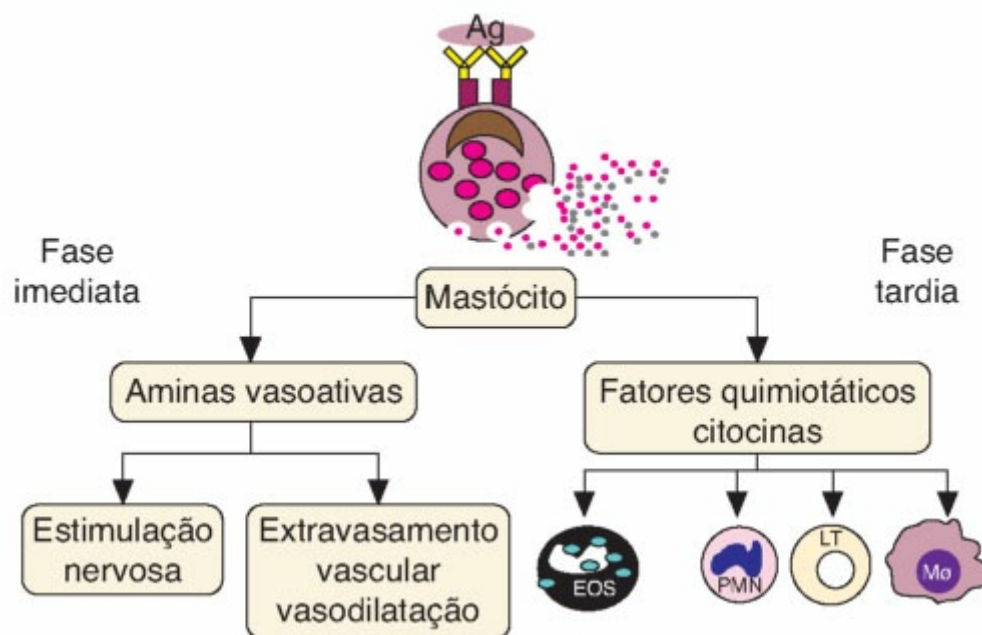 Ag
Fase
imediata
Fase
tardia
Mastócito
Aminas vasoativas
Fatores quimiotáticos
citocinas
Estimulação
nervosa
Extravasamento
vascular
vasodilatação
EOS
PMN
LT
Mø